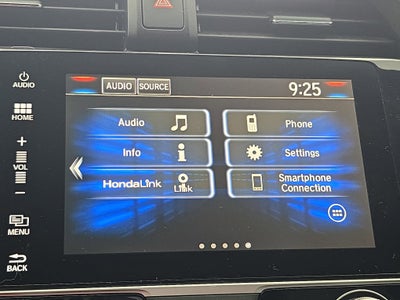 AUDIO
AUDIO SOURCE
9:25
HOME
Audio
Phone
VOL
Info
Settings
HondaLink
Link
Smartphone
Connection
MENU
BACK